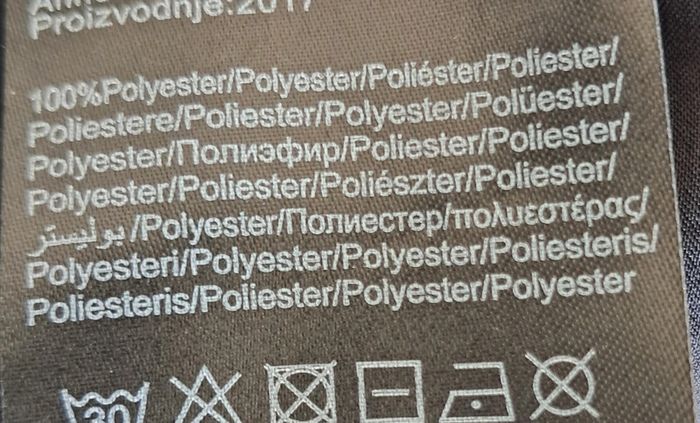 Proizvodnje:2017
100%Polyester/Polyester/Poliéster/Poliester/
Poliestere/Poliester/Polyester/Polüester/
Polyester/Полиэфир/Poliester/Poliester/
Polyester/Poliester/Poliészter/Poliester/
بوليستر/Polyester/Полиестер/πολυεστέρας/
Polyesteri/Polyester/Polyester/Poliesteris/
Poliesteris/Poliester/Polyester/Polyester
30